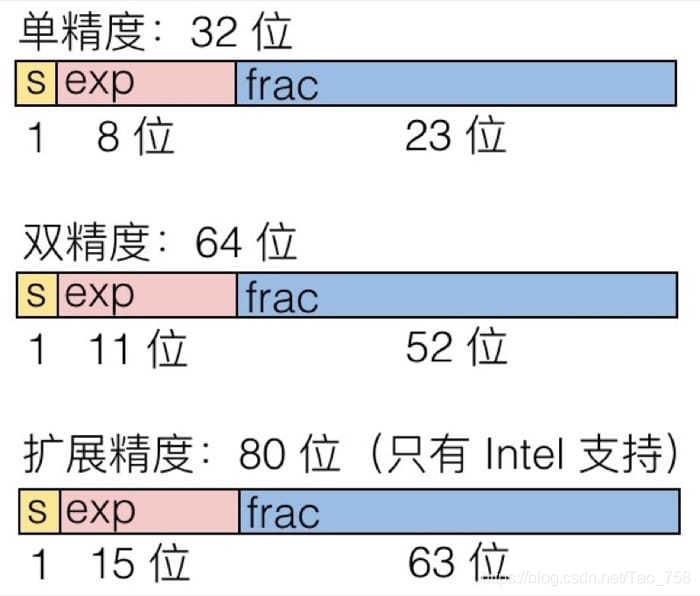 单精度：32 位
s exp frac
1 8 位 23 位
双精度：64 位
s exp frac
1 11 位 52 位
扩展精度：80 位（只有 Intel 支持）
s exp frac
1 15 位 63 位
https://blog.csdn.net/Tao_758